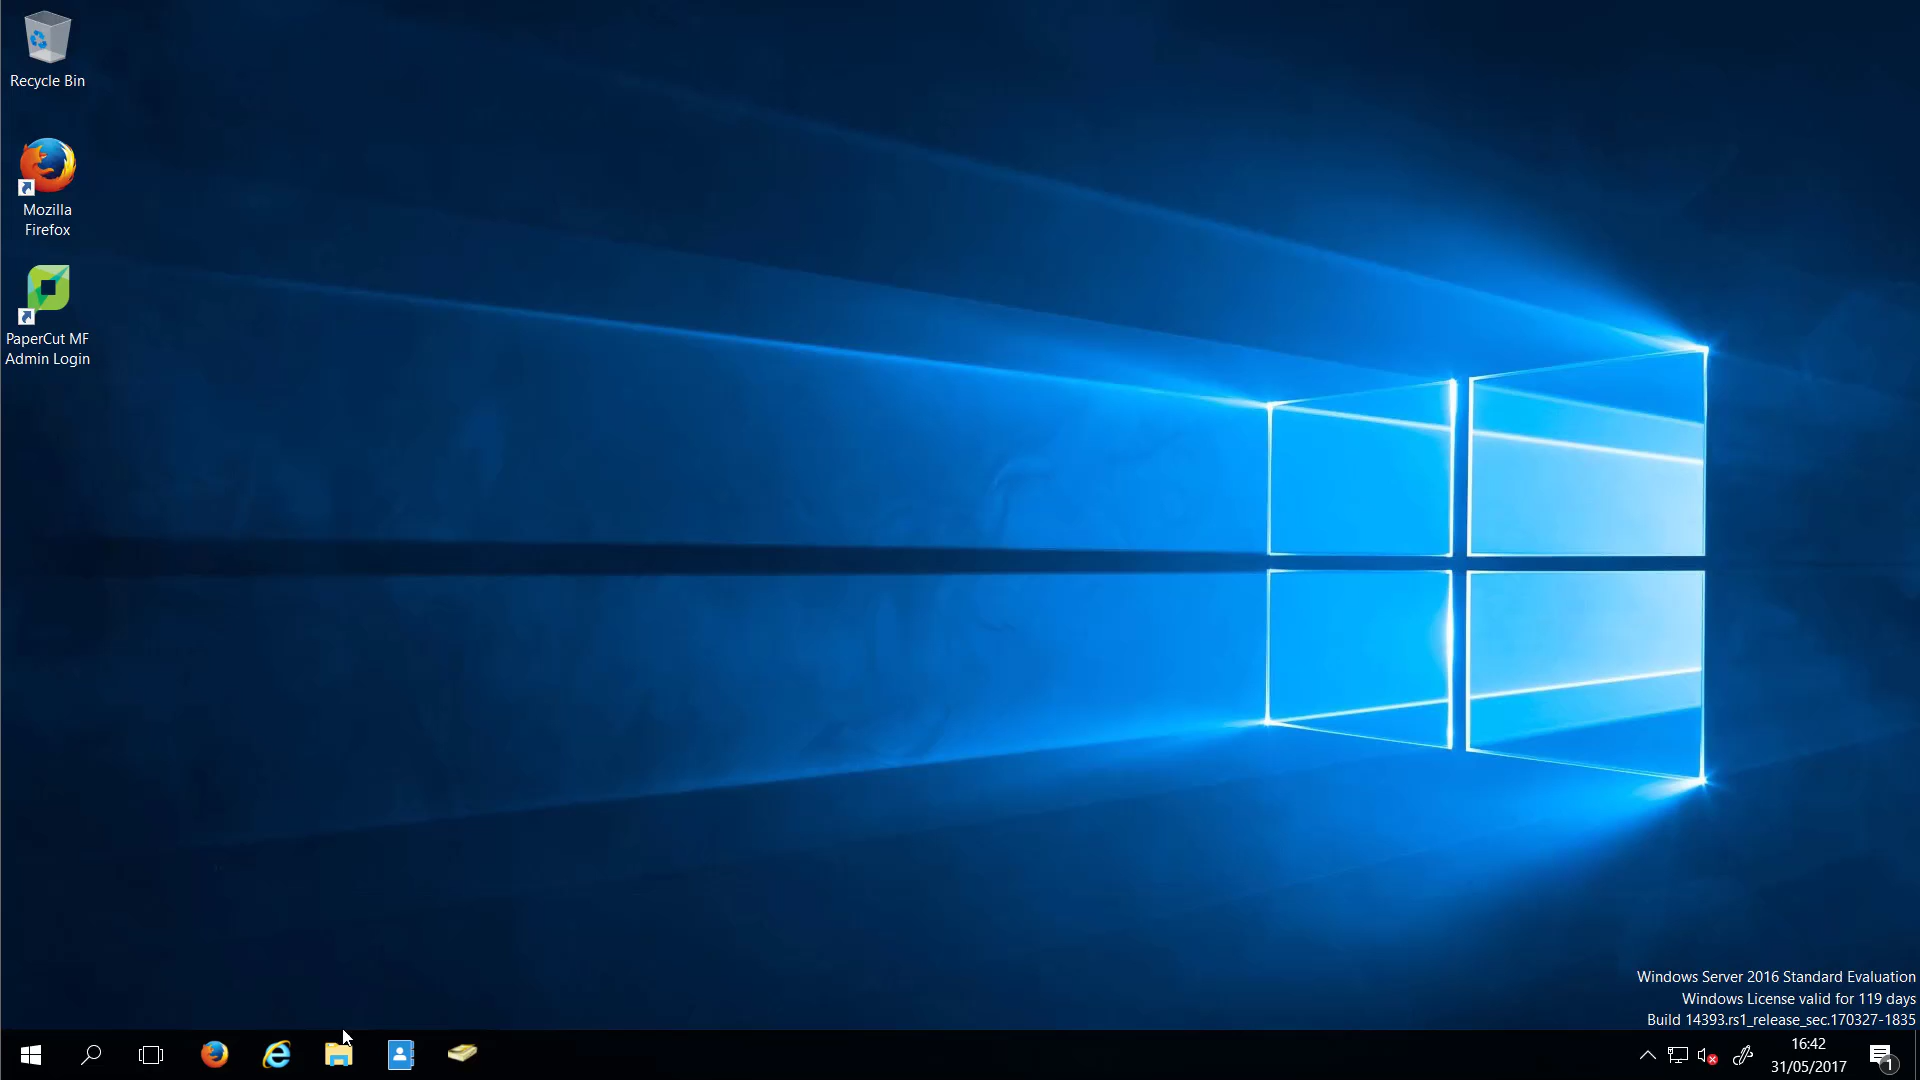 Recycle Bin
Mozilla
Firefox
PaperCut MF
Admin Login
Windows Server 2016 Standard Evaluation
Windows License valid for 119 days
Build 14393.rs1_release_sec.170327-1835
16:42
31/05/2017
1